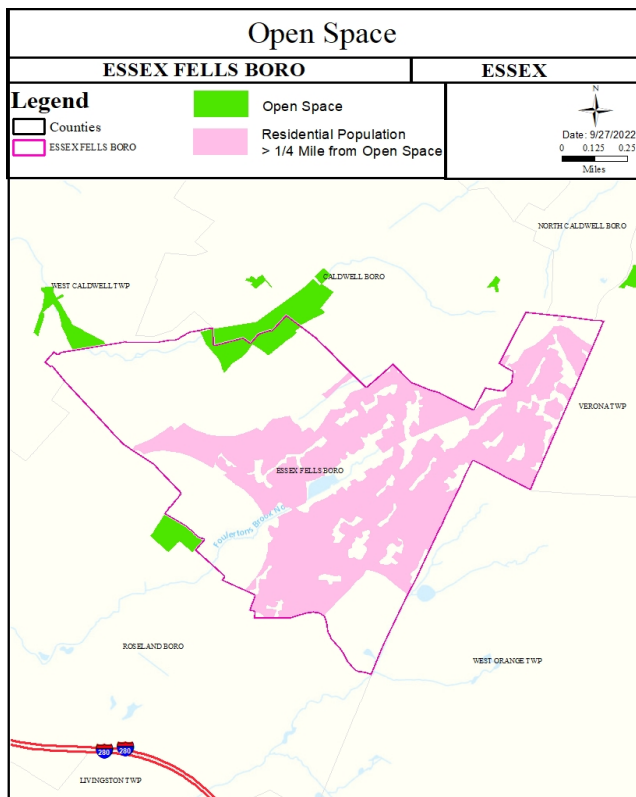 Open Space
ESSEX FELLS BORO
ESSEX
Legend
Counties
ESSEX FELLS BORO
Open Space
Residential Population
> 1/4 Mile from Open Space
N
Date: 9/27/2022
0 0.125 0.25
Miles
NORTH CALDWELL BORO
CALDWELL BORO
WEST CALDWELL TWP
VERONA TWP
ESSEX FELLS BORO
Foulertons Brook
ROSELAND BORO
WEST ORANGE TWP
280
280
LIVINGSTON TWP